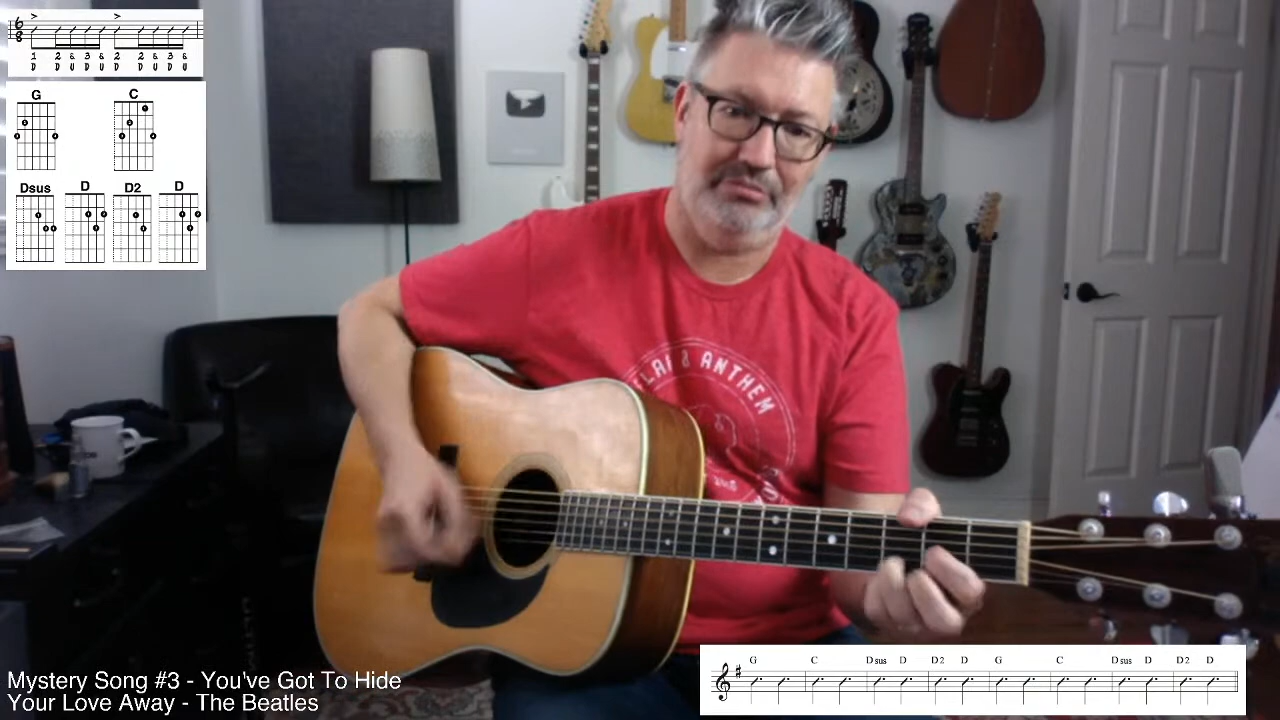 6
8
1 2 & 3 & 2 2 & 3 &
D D U D U D D U D U
G C
Dsus D D2 D
& ANTHEM
Mystery Song #3 - You've Got To Hide
Your Love Away - The Beatles
G C Dsus D D2 D G C Dsus D D2 D